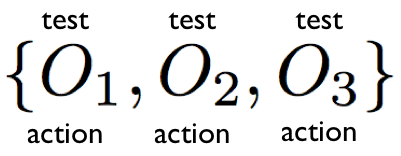 test test test
{O₁, O₂, O₃}
action action action